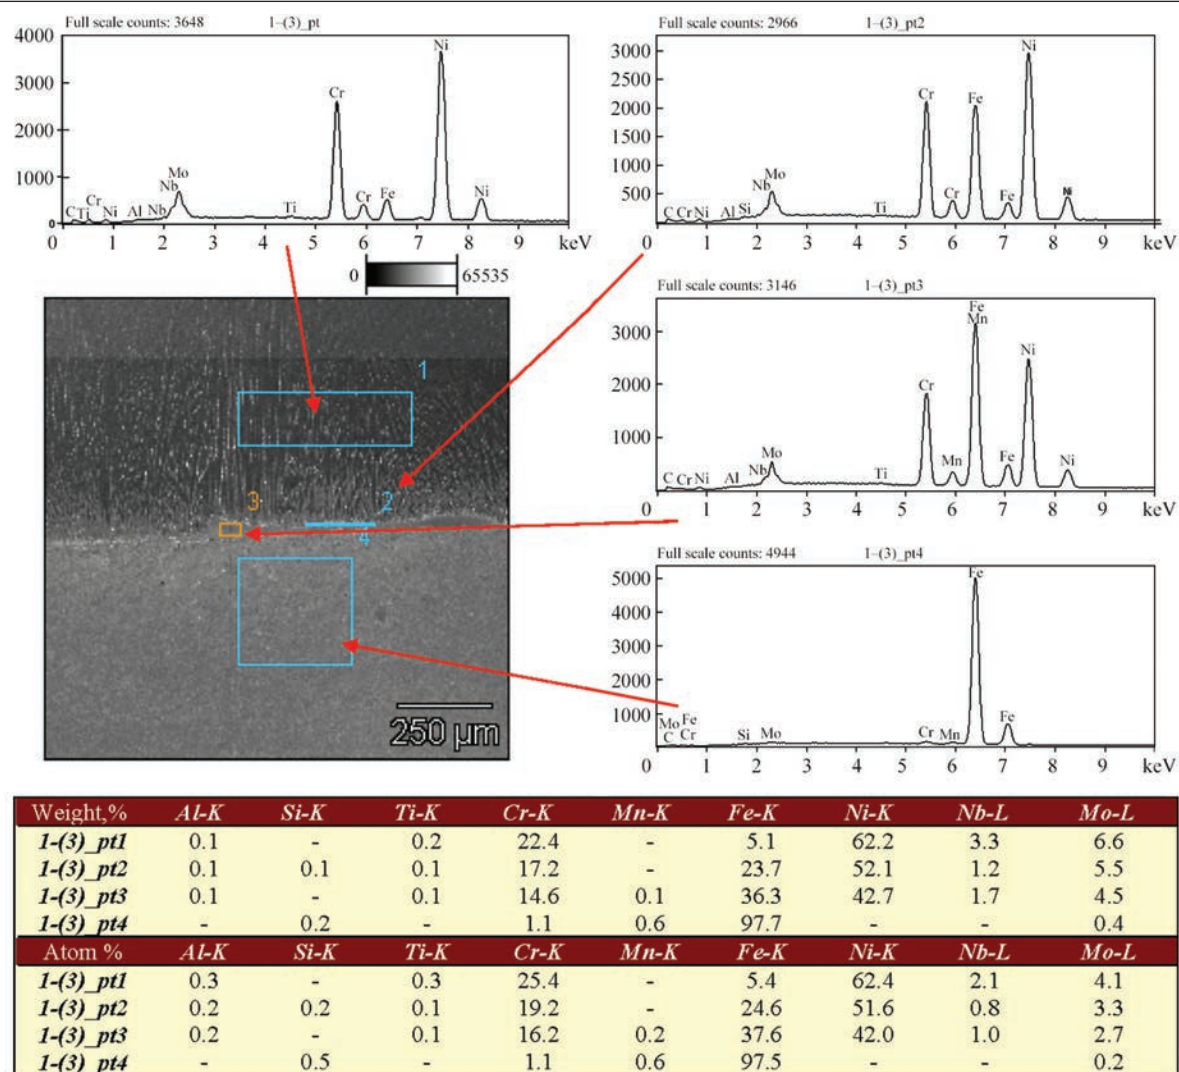 Full scale counts: 3648 1-(3)_pt
4000
3000
2000
1000
0
C Ti Cr Ni Al Nb Nb Mo Ti Cr Cr Fe Ni Ni
0 1 2 3 4 5 6 7 8 9 keV
Full scale counts: 2966 1-(3)_pt2
3000
2500
2000
1500
1000
500
C Cr Ni Al Si Nb Mo Ti Cr Cr Fe Fe Ni Ni
0 1 2 3 4 5 6 7 8 9 keV
0 65535
1
2
3
4
250 µm
Full scale counts: 3146 1-(3)_pt3
3000
2000
1000
C Cr Ni Al Nb Mo Ti Cr Mn Fe Mn Fe Ni Ni
0 1 2 3 4 5 6 7 8 9 keV
Full scale counts: 4944 1-(3)_pt4
5000
4000
3000
2000
1000
Mo Fe
C Cr Si Mo Cr Mn Fe Fe
0 1 2 3 4 5 6 7 8 9 keV
Weight,% Al-K Si-K Ti-K Cr-K Mn-K Fe-K Ni-K Nb-L Mo-L
1-(3)_pt1 0.1 - 0.2 22.4 - 5.1 62.2 3.3 6.6
1-(3)_pt2 0.1 0.1 0.1 17.2 - 23.7 52.1 1.2 5.5
1-(3)_pt3 0.1 - 0.1 14.6 0.1 36.3 42.7 1.7 4.5
1-(3)_pt4 - 0.2 - 1.1 0.6 97.7 - - 0.4
Atom % Al-K Si-K Ti-K Cr-K Mn-K Fe-K Ni-K Nb-L Mo-L
1-(3)_pt1 0.3 - 0.3 25.4 - 5.4 62.4 2.1 4.1
1-(3)_pt2 0.2 0.2 0.1 19.2 - 24.6 51.6 0.8 3.3
1-(3)_pt3 0.2 - 0.1 16.2 0.2 37.6 42.0 1.0 2.7
1-(3)_pt4 - 0.5 - 1.1 0.6 97.5 - - 0.2